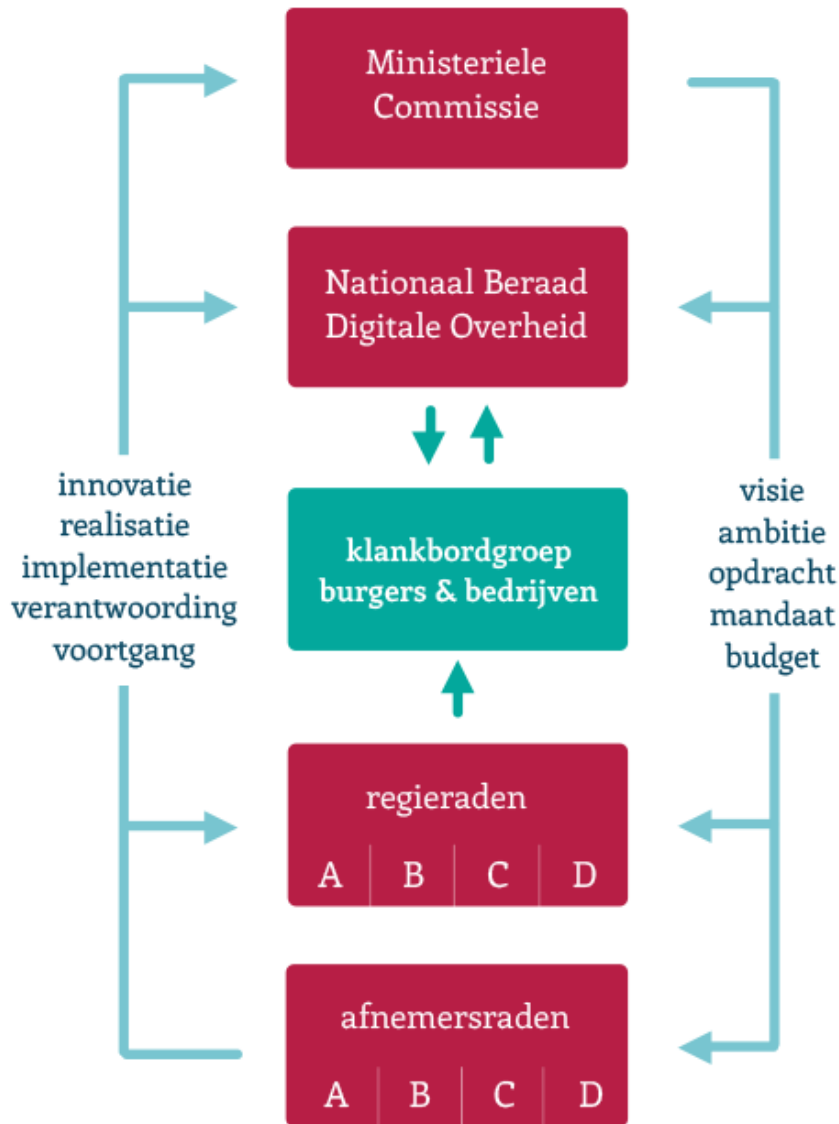 Ministeriele
Commissie
Nationaal Beraad
Digitale Overheid
innovatie
realisatie
implementatie
verantwoording
voortgang
klankbordgroep
burgers & bedrijven
visie
ambitie
opdracht
mandaat
budget
regieraden
A B C D
afnemersraden
A B C D